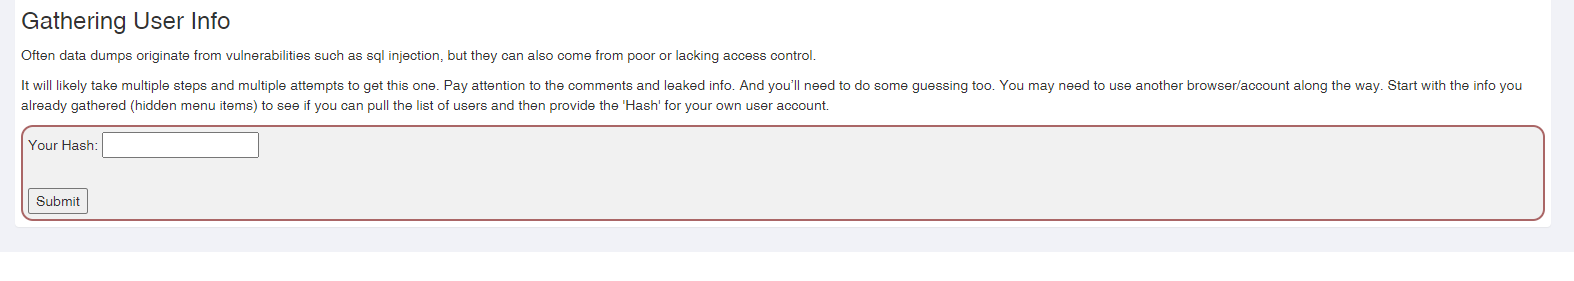 Gathering User Info
Often data dumps originate from vulnerabilities such as sql injection, but they can also come from poor or lacking access control.
It will likely take multiple steps and multiple attempts to get this one. Pay attention to the comments and leaked info. And you'll need to do some guessing too. You may need to use another browser/account along the way. Start with the info you
already gathered (hidden menu items) to see if you can pull the list of users and then provide the 'Hash' for your own user account.
Your Hash:
Submit